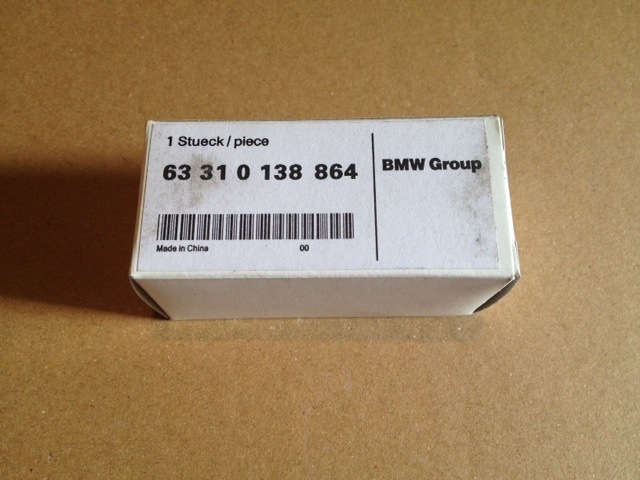 1 Stueck / piece
63 31 0 138 864
BMW Group
Made in China 00